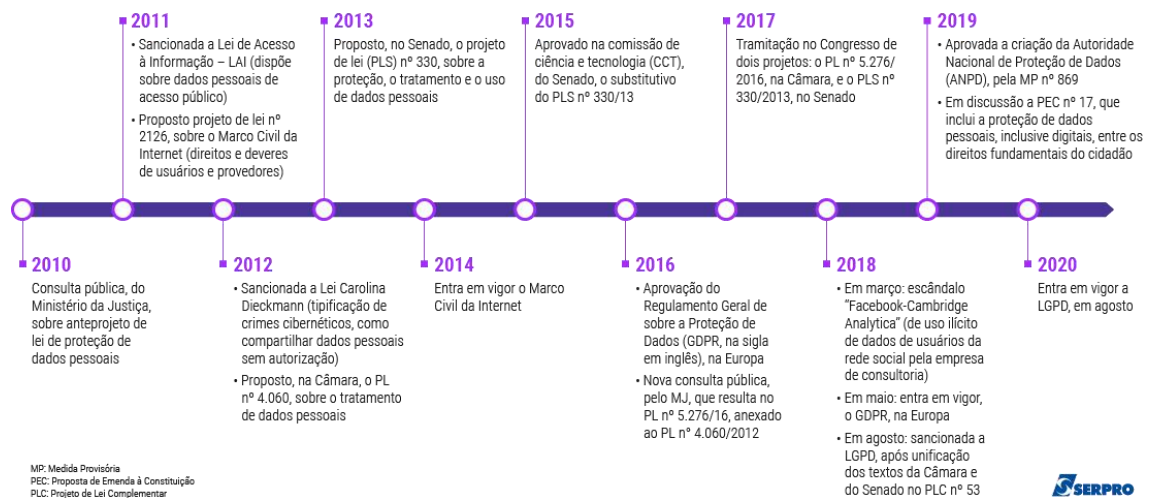 2011
• Sancionada a Lei de Acesso
à Informação – LAI (dispõe
sobre dados pessoais de
acesso público)
• Proposto projeto de lei nº
2126, sobre o Marco Civil da
Internet (direitos e deveres
de usuários e provedores)
2013
Proposto, no Senado, o projeto
de lei (PLS) nº 330, sobre a
proteção, o tratamento e o uso
de dados pessoais
2015
Aprovado na comissão de
ciência e tecnologia (CCT),
do Senado, o substitutivo
do PLS nº 330/13
2017
Tramitação no Congresso de
dois projetos: o PL nº 5.276/
2016, na Câmara, e o PLS nº
330/2013, no Senado
2019
• Aprovada a criação da Autoridade
Nacional de Proteção de Dados
(ANPD), pela MP nº 869
• Em discussão a PEC nº 17, que
inclui a proteção de dados
pessoais, inclusive digitais, entre os
direitos fundamentais do cidadão
2010
Consulta pública, do
Ministério da Justiça,
sobre anteprojeto de
lei de proteção de
dados pessoais
2012
• Sancionada a Lei Carolina
Dieckmann (tipificação de
crimes cibernéticos, como
compartilhar dados pessoais
sem autorização)
• Proposto, na Câmara, o PL
nº 4.060, sobre o tratamento
de dados pessoais
2014
Entra em vigor o Marco
Civil da Internet
2016
• Aprovação do
Regulamento Geral de
sobre a Proteção de
Dados (GDPR, na sigla
em inglês), na Europa
• Nova consulta pública,
pelo MJ, que resulta no
PL nº 5.276/16, anexado
ao PL nº 4.060/2012
2018
• Em março: escândalo
“Facebook-Cambridge
Analytica” (de uso ilícito
de dados de usuários da
rede social pela empresa
de consultoria)
• Em maio: entra em vigor,
o GDPR, na Europa
• Em agosto: sancionada a
LGPD, após unificação
dos textos da Câmara e
do Senado no PLC nº 53
2020
Entra em vigor a
LGPD, em agosto
MP: Medida Provisória
PEC: Proposta de Emenda à Constituição
PLC: Projeto de Lei Complementar
SERPRO